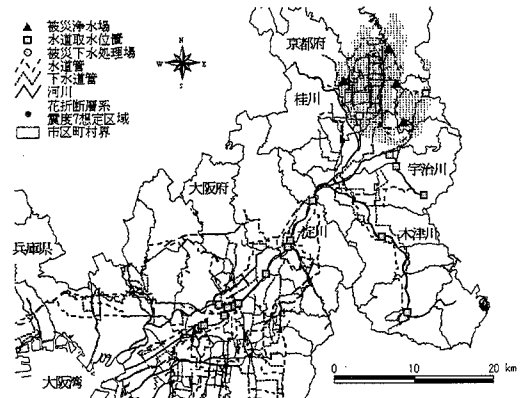 被災浄水場
水道取水位置
被災下水処理場
水道管
下水道管
河川
花折断層系
震度7想定区域
市区町村界
N
W
E
S
京都府
桂川
宇治川
大阪府
淀川
木津川
兵庫県
大阪湾
0 10 20 km